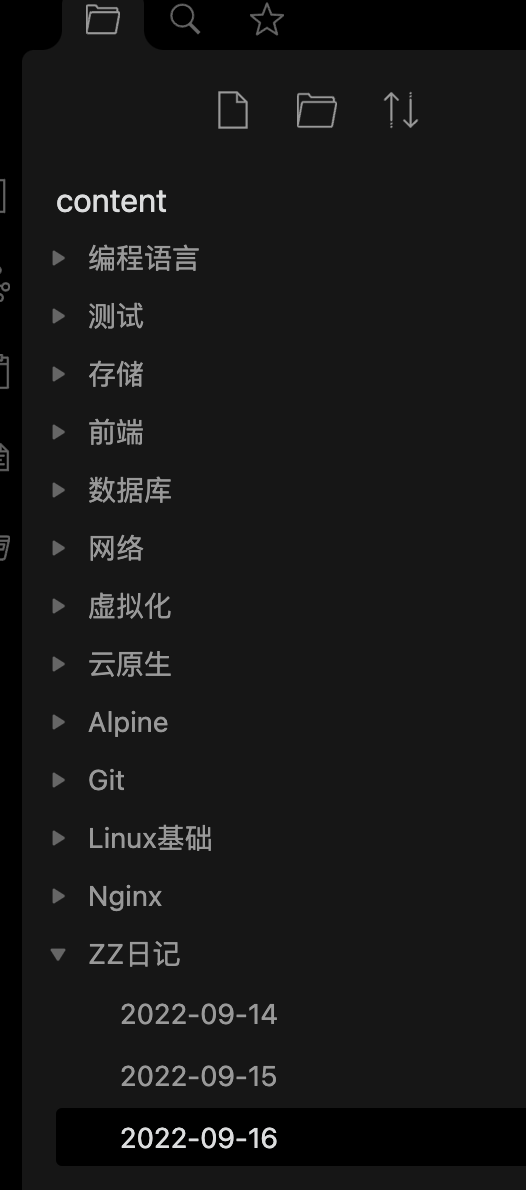 content
编程语言
测试
存储
前端
数据库
网络
虚拟化
云原生
Alpine
Git
Linux基础
Nginx
ZZ日记
2022-09-14
2022-09-15
2022-09-16